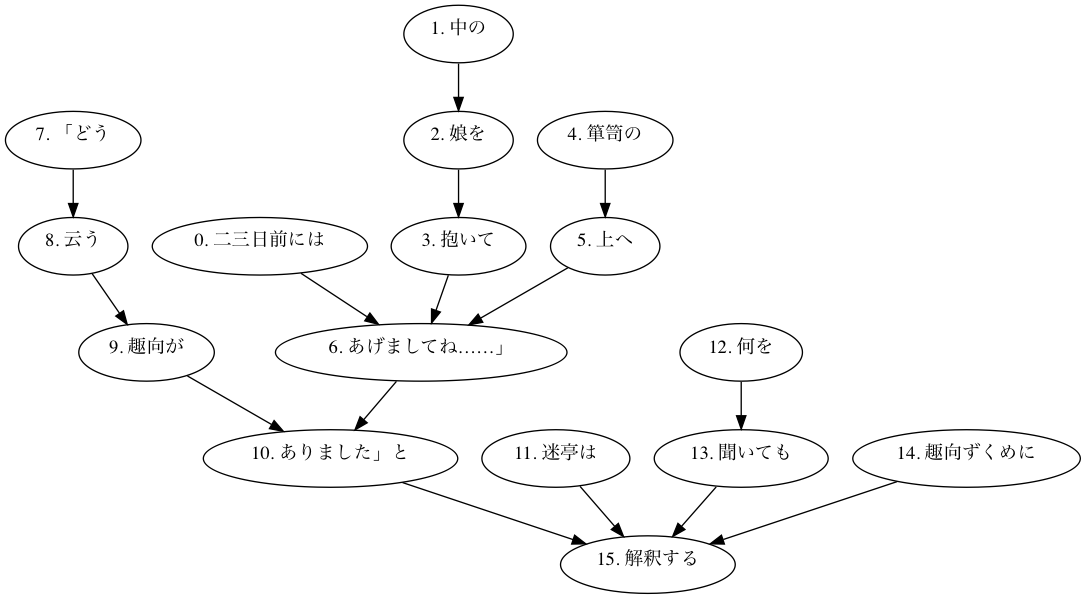 1. 中の
7. 「どう
2. 娘を
4. 箪笥の
8. 云う
0. 二三日前には
3. 抱いて
5. 上へ
9. 趣向が
6. あげましてね……」
12. 何を
10. ありました」と
11. 迷亭は
13. 聞いても
14. 趣向ずくめに
15. 解釈する